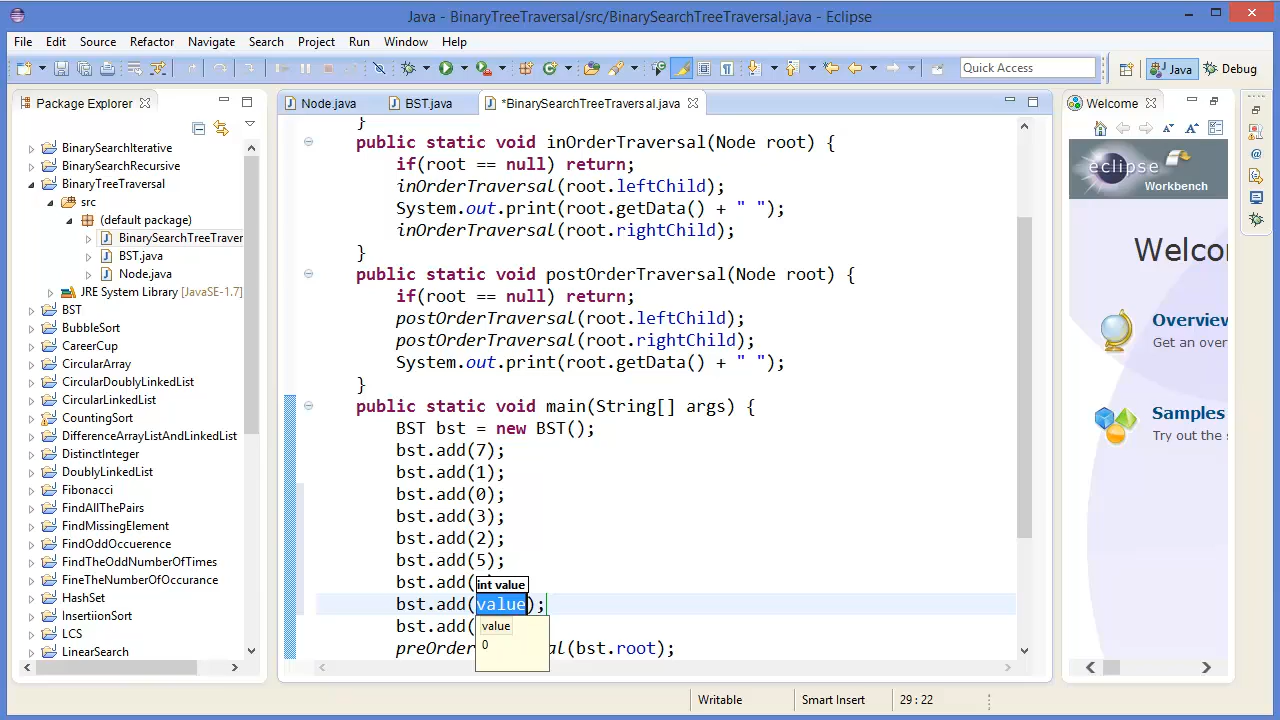 Java - BinaryTreeTraversal/src/BinarySearchTreeTraversal.java - Eclipse
File Edit Source Refactor Navigate Search Project Run Window Help
Quick Access Java Debug
Package Explorer
BinarySearchIterative
BinarySearchRecursive
BinaryTreeTraversal
src
(default package)
BinarySearchTreeTraver
BST.java
Node.java
JRE System Library [JavaSE-1.7]
BST
BubbleSort
CareerCup
CircularArray
CircularDoublyLinkedList
CircularLinkedList
CountingSort
DifferenceArrayListAndLinkedList
DistinctInteger
DoublyLinkedList
Fibonacci
FindAllThePairs
FindMissingElement
FindOddOccuerence
FindTheOddNumberOfTimes
FineTheNumberOfOccurance
HashSet
InsertiionSort
LCS
LinearSearch
Node.java BST.java *BinarySearchTreeTraversal.java
}
public static void inOrderTraversal(Node root) {
if(root == null) return;
inOrderTraversal(root.leftChild);
System.out.print(root.getData() + " ");
inOrderTraversal(root.rightChild);
}
public static void postOrderTraversal(Node root) {
if(root == null) return;
postOrderTraversal(root.leftChild);
postOrderTraversal(root.rightChild);
System.out.print(root.getData() + " ");
}
public static void main(String[] args) {
BST bst = new BST();
bst.add(7);
bst.add(1);
bst.add(0);
bst.add(3);
bst.add(2);
bst.add(5);
bst.add(
int value
bst.add(value);
bst.add(
value
0
preOrder al(bst.root);
Welcome
eclipse
Workbench
Welco
Overview
Get an over
Samples
Try out the
Writable Smart Insert 29 : 22